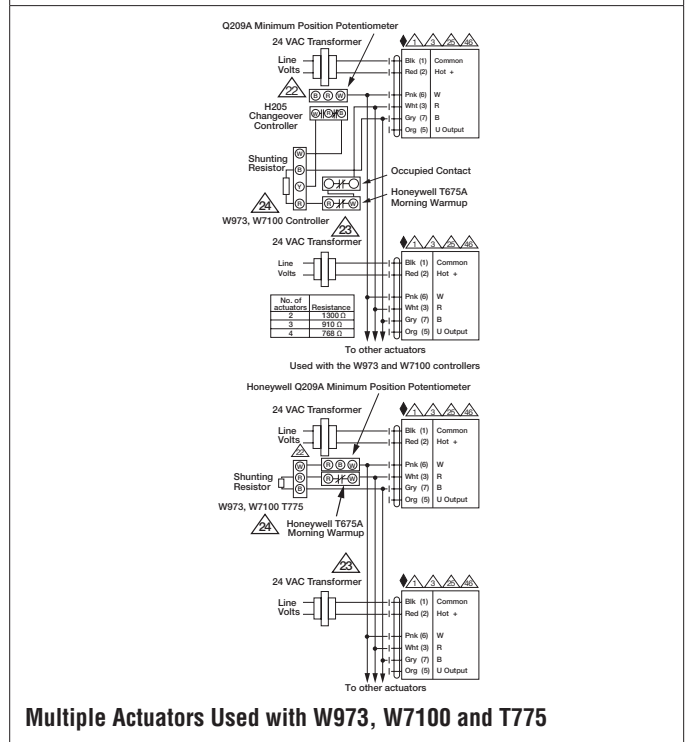 Q209A Minimum Position Potentiometer
24 VAC Transformer
1 3 25 46
Line
Volts
Blk (1) Common
Red (2) Hot +
22
B R W
Pnk (6) W
Wht (3) R
Gry (7) B
Org (5) U Output
H205
Changeover
Controller
W R B
Shunting
Resistor
W
B
Y
R
Occupied Contact
R W
Honeywell T675A
Morning Warmup
24
W973, W7100 Controller
23
24 VAC Transformer
1 3 25 46
Line
Volts
Blk (1) Common
Red (2) Hot +
Pnk (6) W
Wht (3) R
Gry (7) B
Org (5) U Output
No. of
actuators Resistance
2 1300 Ω
3 910 Ω
4 768 Ω
To other actuators
Used with the W973 and W7100 controllers
Honeywell Q209A Minimum Position Potentiometer
24 VAC Transformer
1 3 25 46
Line
Volts
Blk (1) Common
Red (2) Hot +
22
W
R
B
R B W
R W
Pnk (6) W
Wht (3) R
Gry (7) B
Org (5) U Output
Shunting
Resistor
W973, W7100 T775
24
Honeywell T675A
Morning Warmup
23
24 VAC Transformer
1 3 25 46
Line
Volts
Blk (1) Common
Red (2) Hot +
Pnk (6) W
Wht (3) R
Gry (7) B
Org (5) U Output
To other actuators
Multiple Actuators Used with W973, W7100 and T775